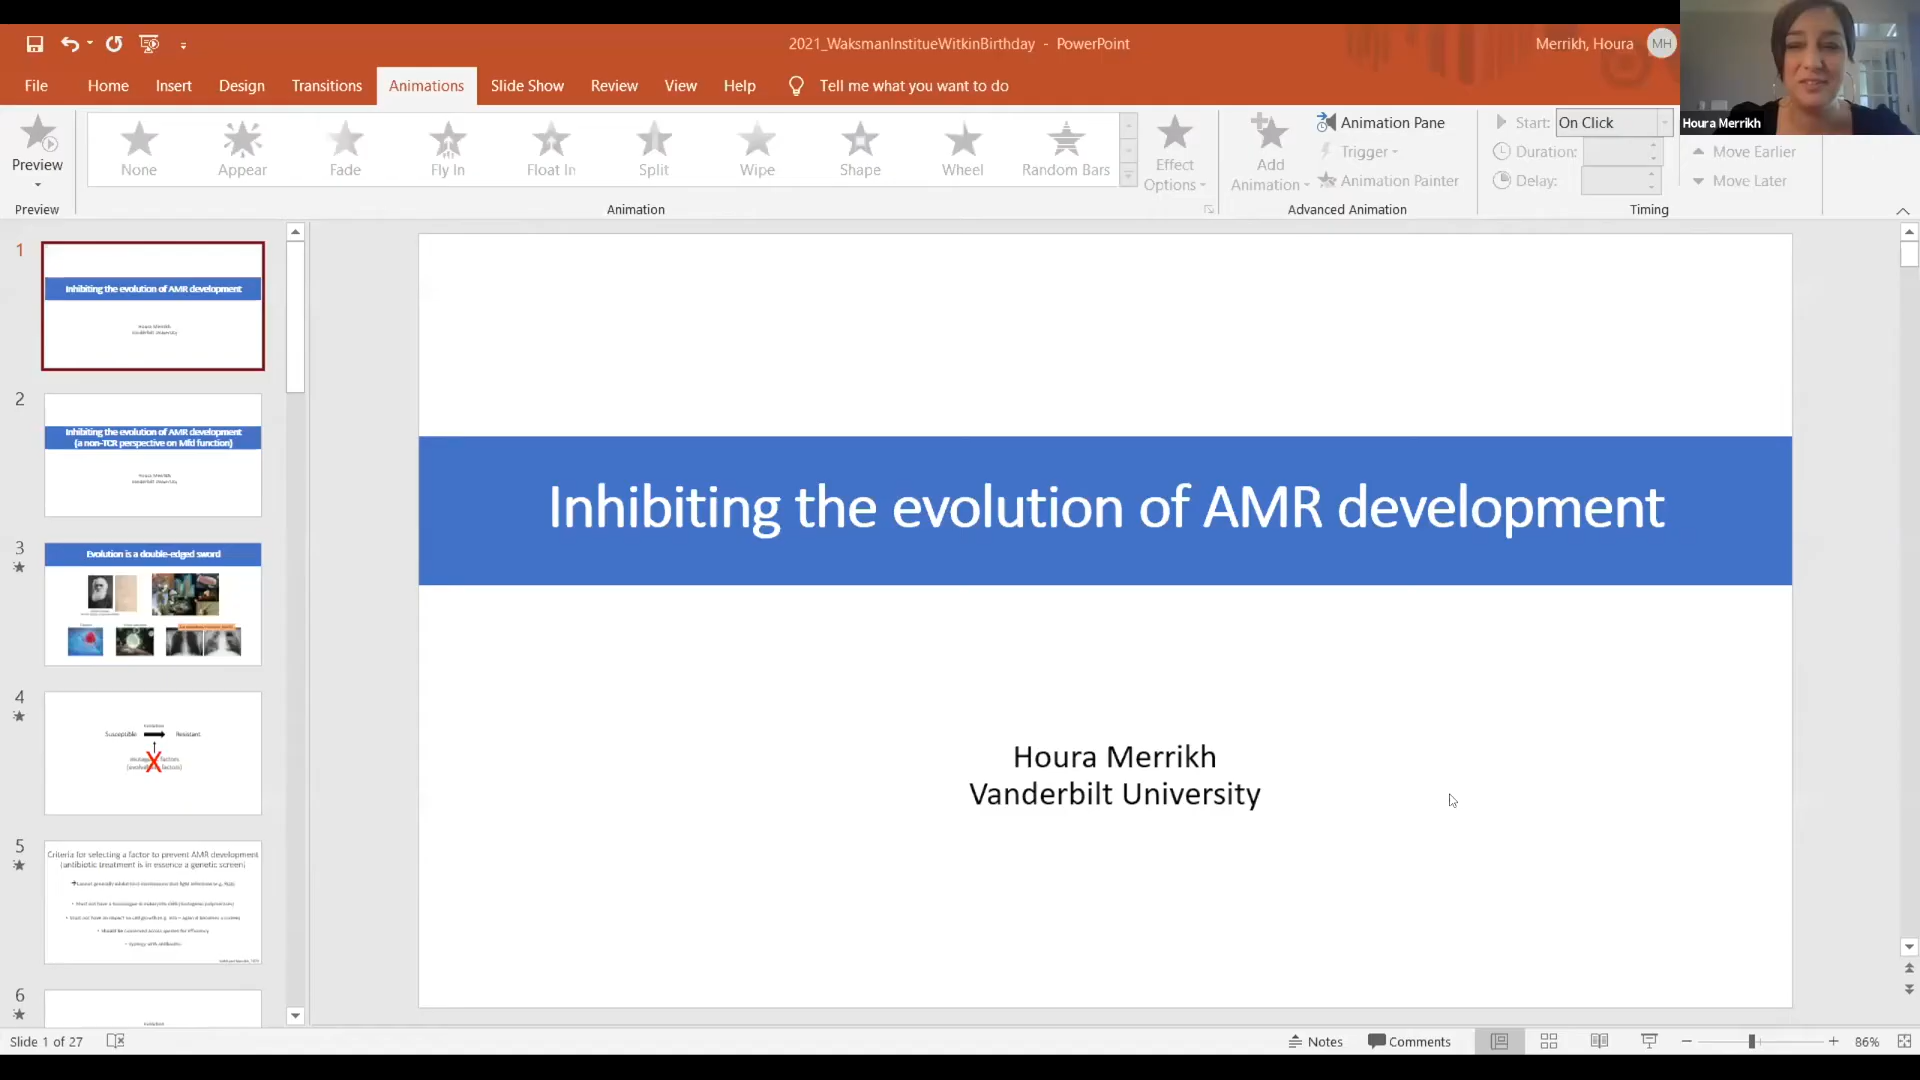 2021_WaksmanInstitueWitkinBirthday - PowerPoint
Merrikh, Houra
MH
File
Home
Insert
Design
Transitions
Animations
Slide Show
Review
View
Help
Tell me what you want to do
Houra Merrikh
Preview
None
Appear
Fade
Fly In
Float In
Split
Wipe
Shape
Wheel
Random Bars
Effect
Options
Add
Animation
Animation Pane
Trigger
Animation Painter
Start: On Click
Duration:
Delay:
Move Earlier
Move Later
Preview
Animation
Advanced Animation
Timing
1
Inhibiting the evolution of AMR development
Houra Merrikh
Vanderbilt University
2
Inhibiting the evolution of AMR development
(a non-TCR perspective on Mfd function)
Houra Merrikh
Vanderbilt University
3
Evolution is a double-edged sword
4
Susceptible
Resistant
X
5
Criteria for selecting a factor to prevent AMR development
(antibiotic treatment is in essence a genetic screen)
6
Inhibiting the evolution of AMR development
Houra Merrikh
Vanderbilt University
Slide 1 of 27
Notes
Comments
86%